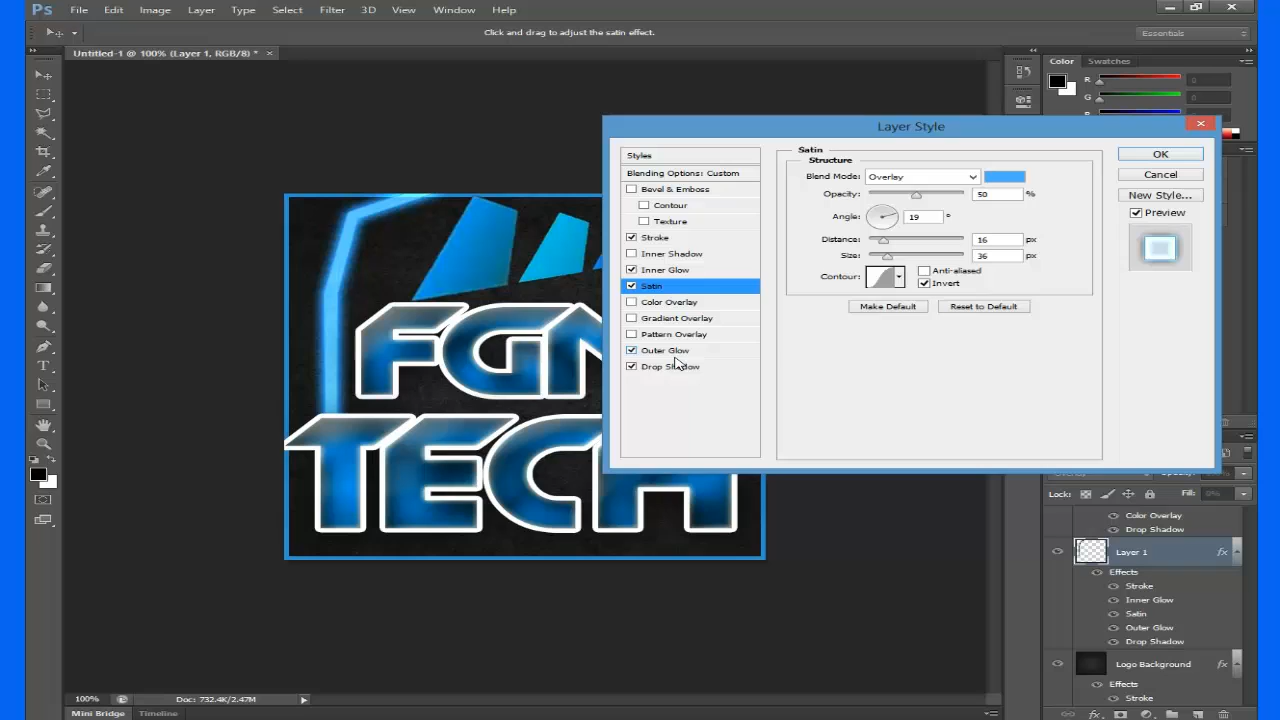 Ps File Edit Image Layer Type Select Filter 3D View Window Help
Click and drag to adjust the satin effect.
Essentials
Untitled-1 @ 100% (Layer 1, RGB/8) * ×
Color Swatches
R 0
G 0
B
Layer Style
Styles
Blending Options: Custom
Bevel & Emboss
Contour
Texture
Stroke
Inner Shadow
Inner Glow
Satin
Color Overlay
Gradient Overlay
Pattern Overlay
Outer Glow
Drop Shadow
Satin
Structure
Blend Mode: Overlay
Opacity: 50 %
Angle: 19 °
Distance: 16 px
Size: 36 px
Contour: Anti-aliased
Invert
Make Default Reset to Default
OK
Cancel
New Style...
Preview
FGN
TECH
Lock: Fill: 0%
Color Overlay
Drop Shadow
Layer 1 fx
Effects
Stroke
Inner Glow
Satin
Outer Glow
Drop Shadow
Logo Background fx
Effects
Stroke
100% Doc: 732.4K/2.47M
Mini Bridge Timeline